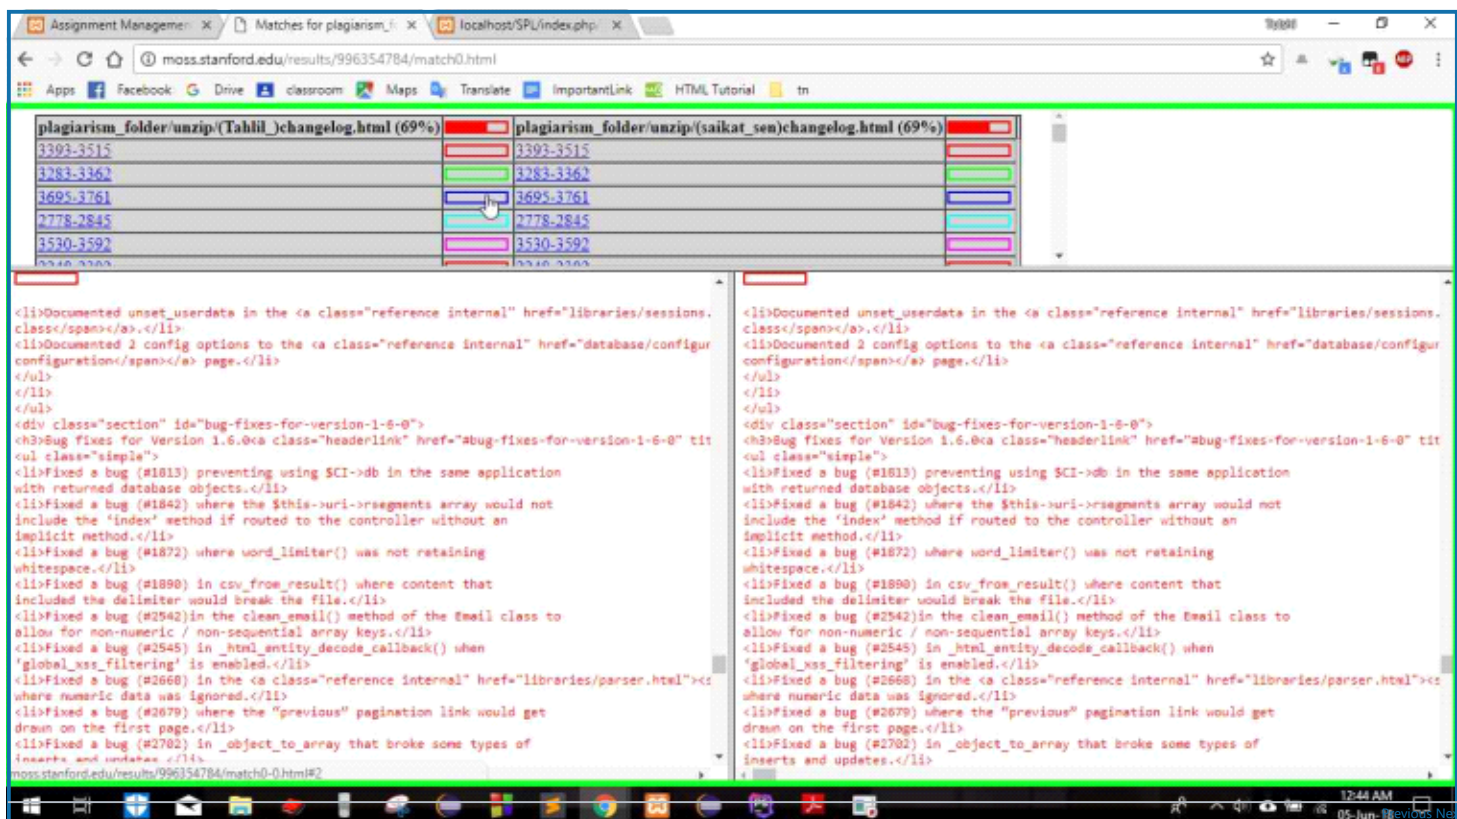 Assignment Managemen
Matches for plagiarism_f
localhost/SPL/index.php
moss.stanford.edu/results/996354784/match0.html
Apps Facebook Drive classroom Maps Translate ImportantLink HTML Tutorial tn
plagiarism_folder/unzip/(Tahlil_)changelog.html (69%) plagiarism_folder/unzip/(saikat_sen)changelog.html (69%)
3393-3515 3393-3515
3283-3362 3283-3362
3695-3761 3695-3761
2778-2845 2778-2845
3530-3592 3530-3592
<li>Documented unset_userdata in the <a class="reference internal" href="libraries/sessions.
class</span></a>.</li>
<li>Documented 2 config options to the <a class="reference internal" href="database/configur
configuration</span></a> page.</li>
</ul>
</li>
</ul>
<div class="section" id="bug-fixes-for-version-1-6-0">
<h3>Bug fixes for Version 1.6.0<a class="headerlink" href="#bug-fixes-for-version-1-6-0" tit
<ul class="simple">
<li>Fixed a bug (#1813) preventing using $CI->db in the same application
with returned database objects.</li>
<li>Fixed a bug (#1842) where the $this->uri->rsegments array would not
include the ‘index’ method if routed to the controller without an
implicit method.</li>
<li>Fixed a bug (#1872) where word_limiter() was not retaining
whitespace.</li>
<li>Fixed a bug (#1890) in csv_from_result() where content that
included the delimiter would break the file.</li>
<li>Fixed a bug (#2542)in the clean_email() method of the Email class to
allow for non-numeric / non-sequential array keys.</li>
<li>Fixed a bug (#2545) in _html_entity_decode_callback() when
‘global_xss_filtering’ is enabled.</li>
<li>Fixed a bug (#2668) in the <a class="reference internal" href="libraries/parser.html"><s
where numeric data was ignored.</li>
<li>Fixed a bug (#2679) where the “previous” pagination link would get
drawn on the first page.</li>
<li>Fixed a bug (#2702) in _object_to_array that broke some types of
inserts and updates.</li>
moss.stanford.edu/results/996354784/match0-0.html#2
<li>Documented unset_userdata in the <a class="reference internal" href="libraries/sessions.
class</span></a>.</li>
<li>Documented 2 config options to the <a class="reference internal" href="database/configur
configuration</span></a> page.</li>
</ul>
</li>
</ul>
<div class="section" id="bug-fixes-for-version-1-6-0">
<h3>Bug fixes for Version 1.6.0<a class="headerlink" href="#bug-fixes-for-version-1-6-0" tit
<ul class="simple">
<li>Fixed a bug (#1813) preventing using $CI->db in the same application
with returned database objects.</li>
<li>Fixed a bug (#1842) where the $this->uri->rsegments array would not
include the ‘index’ method if routed to the controller without an
implicit method.</li>
<li>Fixed a bug (#1872) where word_limiter() was not retaining
whitespace.</li>
<li>Fixed a bug (#1890) in csv_from_result() where content that
included the delimiter would break the file.</li>
<li>Fixed a bug (#2542)in the clean_email() method of the Email class to
allow for non-numeric / non-sequential array keys.</li>
<li>Fixed a bug (#2545) in _html_entity_decode_callback() when
‘global_xss_filtering’ is enabled.</li>
<li>Fixed a bug (#2668) in the <a class="reference internal" href="libraries/parser.html"><s
where numeric data was ignored.</li>
<li>Fixed a bug (#2679) where the “previous” pagination link would get
drawn on the first page.</li>
<li>Fixed a bug (#2702) in _object_to_array that broke some types of
inserts and updates.</li>
12:44 AM
05-Jun-18